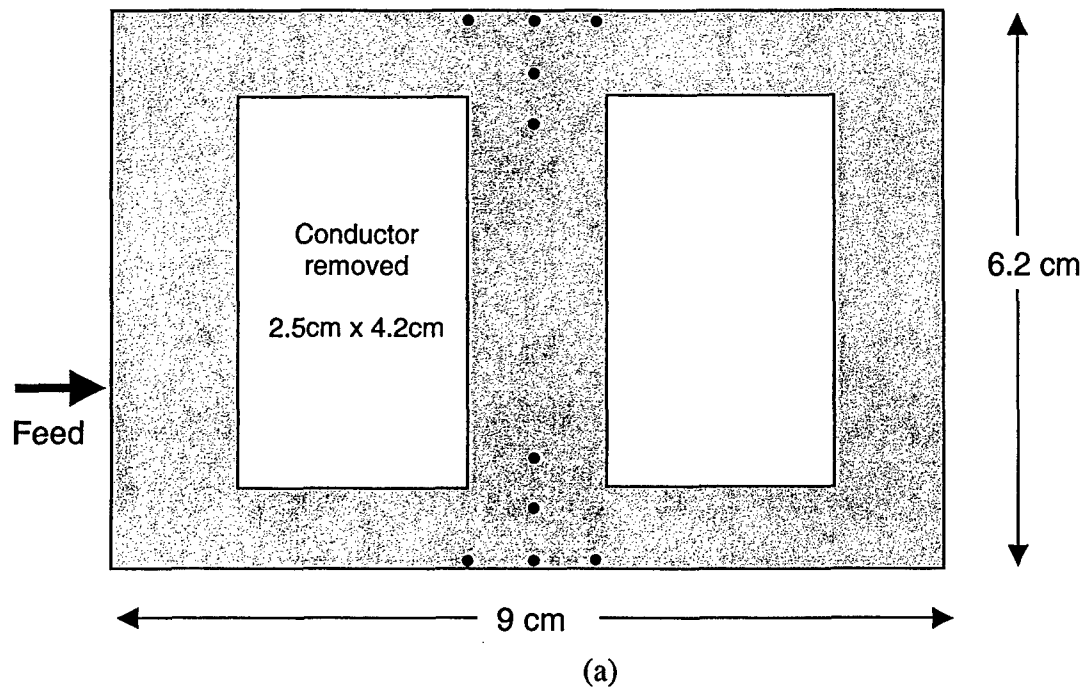 Conductor
removed
2.5cm x 4.2cm
6.2 cm
Feed
9 cm
(a)